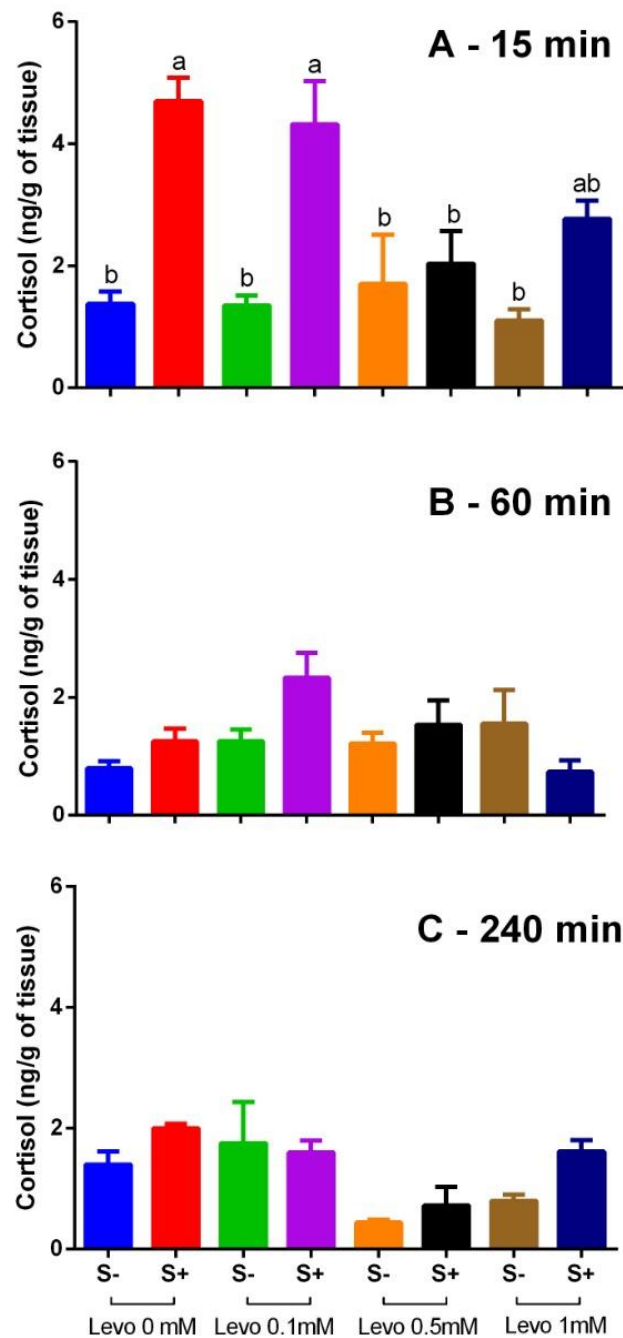 A - 15 min
Cortisol (ng/g of tissue)
6
4
2
0
b a b a b b b ab
B - 60 min
Cortisol (ng/g of tissue)
6
4
2
0
C - 240 min
Cortisol (ng/g of tissue)
6
4
2
0
S- S+ S- S+ S- S+ S- S+
Levo 0 mM Levo 0.1mM Levo 0.5mM Levo 1mM